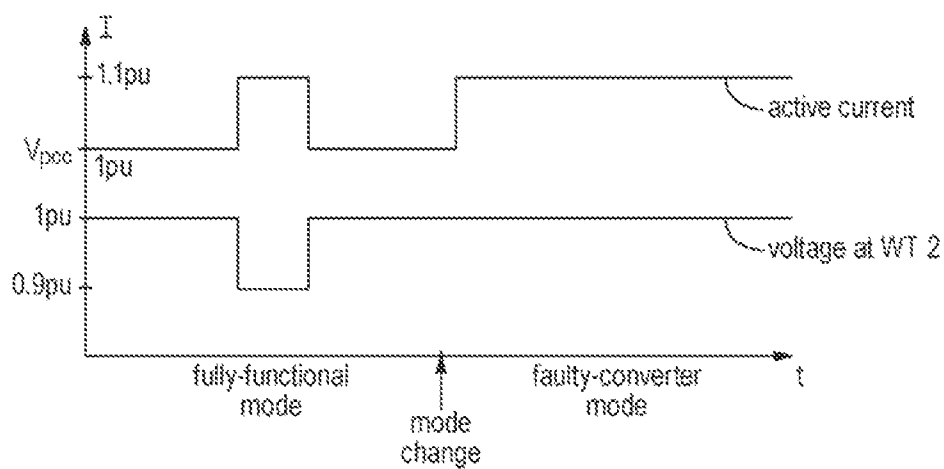 I
1.1pu
active current
Vpcc
1pu
1pu
voltage at WT 2
0.9pu
fully-functional
mode
faulty-converter
mode
t
mode
change